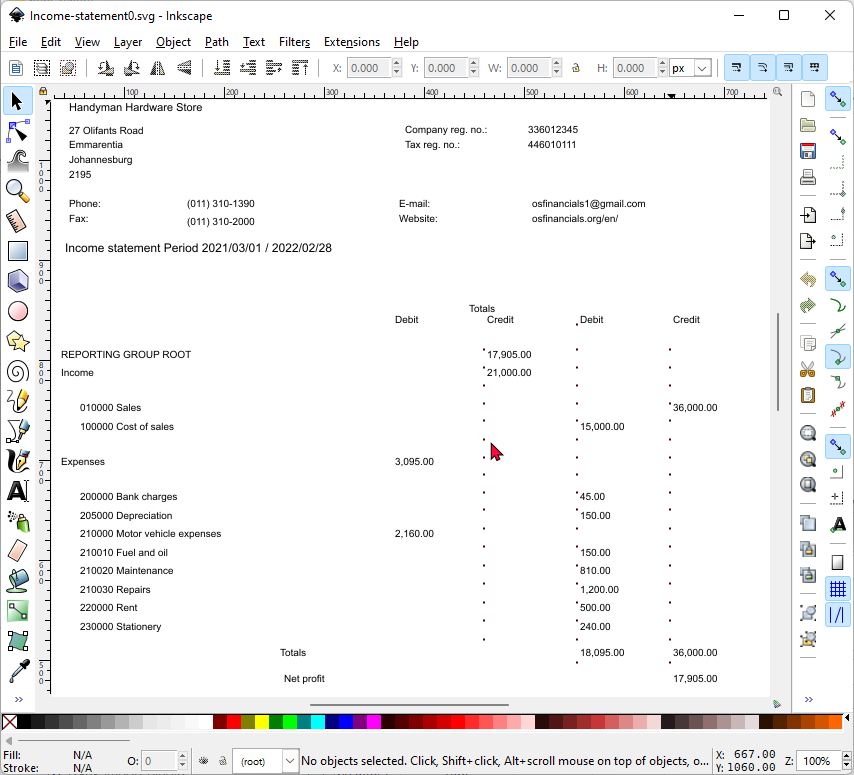 Income-statement0.svg - Inkscape
File Edit View Layer Object Path Text Filters Extensions Help
X: 0.000 Y: 0.000 W: 0.000 H: 0.000 px
100 200 300 400 500 600 700
Handyman Hardware Store
27 Olifants Road Company reg. no.: 336012345
Emmarentia Tax reg. no.: 446010111
Johannesburg
2195
Phone: (011) 310-1390 E-mail: osfinancials1@gmail.com
Fax: (011) 310-2000 Website: osfinancials.org/en/
Income statement Period 2021/03/01 / 2022/02/28
Totals
Debit Credit Debit Credit
REPORTING GROUP ROOT 17,905.00
Income 21,000.00
010000 Sales 36,000.00
100000 Cost of sales 15,000.00
Expenses 3,095.00
200000 Bank charges 45.00
205000 Depreciation 150.00
210000 Motor vehicle expenses 2,160.00
210010 Fuel and oil 150.00
210020 Maintenance 810.00
210030 Repairs 1,200.00
220000 Rent 500.00
230000 Stationery 240.00
Totals 18,095.00 36,000.00
Net profit 17,905.00
Fill: N/A O: 0 (root) No objects selected. Click, Shift+click, Alt+scroll mouse on top of objects, o... X: 667.00 Z: 100%
Stroke: N/A Y: 1060.00